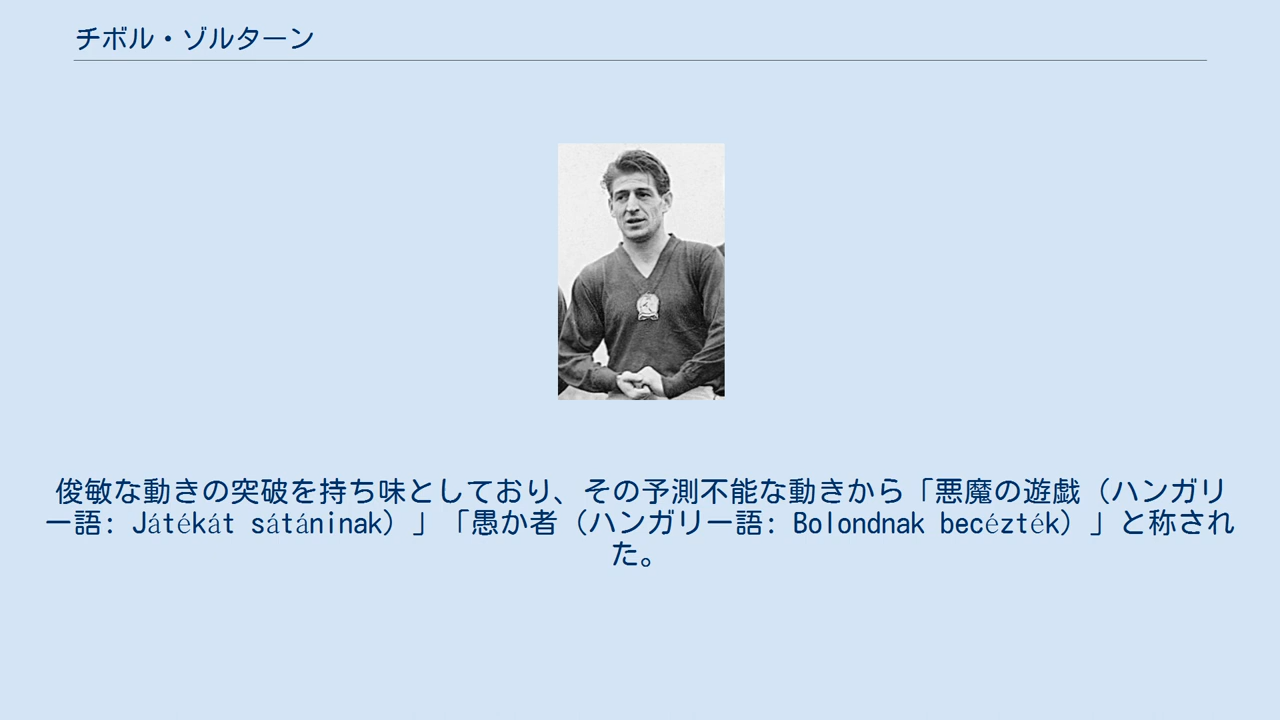 チボル・ゾルターン
俊敏な動きの突破を持ち味としており、その予測不能な動きから「悪魔の遊戯（ハンガリ
ー語: Játékát sátáninak）」「愚か者（ハンガリー語: Bolondnak becézték）」と称され
た。